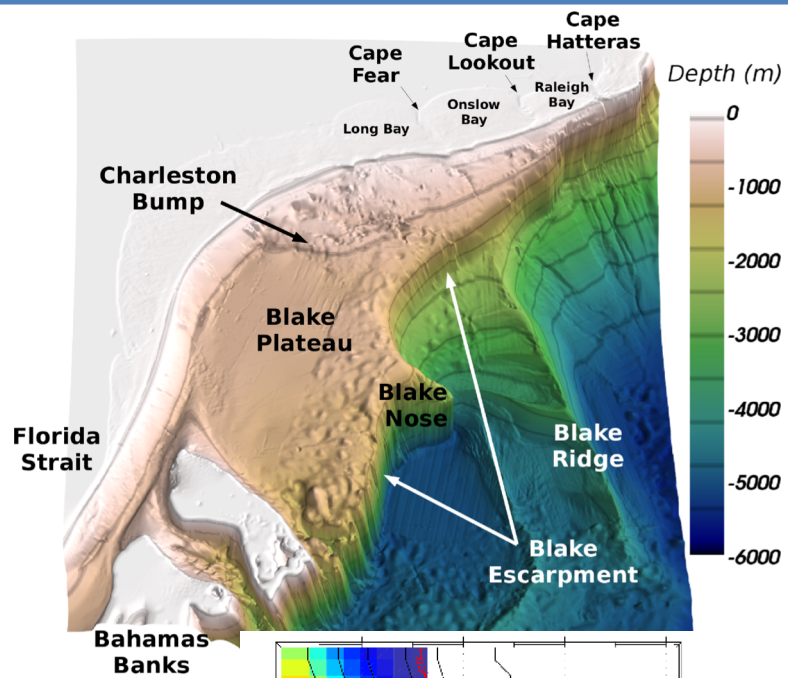 Cape
Hatteras
Cape
Lookout
Cape
Fear
Depth (m)
Raleigh
Bay
Onslow
Bay
Long Bay
0
Charleston
Bump
-1000
-2000
Blake
Plateau
-3000
Blake
Nose
-4000
Florida
Strait
Blake
Ridge
-5000
Blake
Escarpment
-6000
Bahamas
Banks